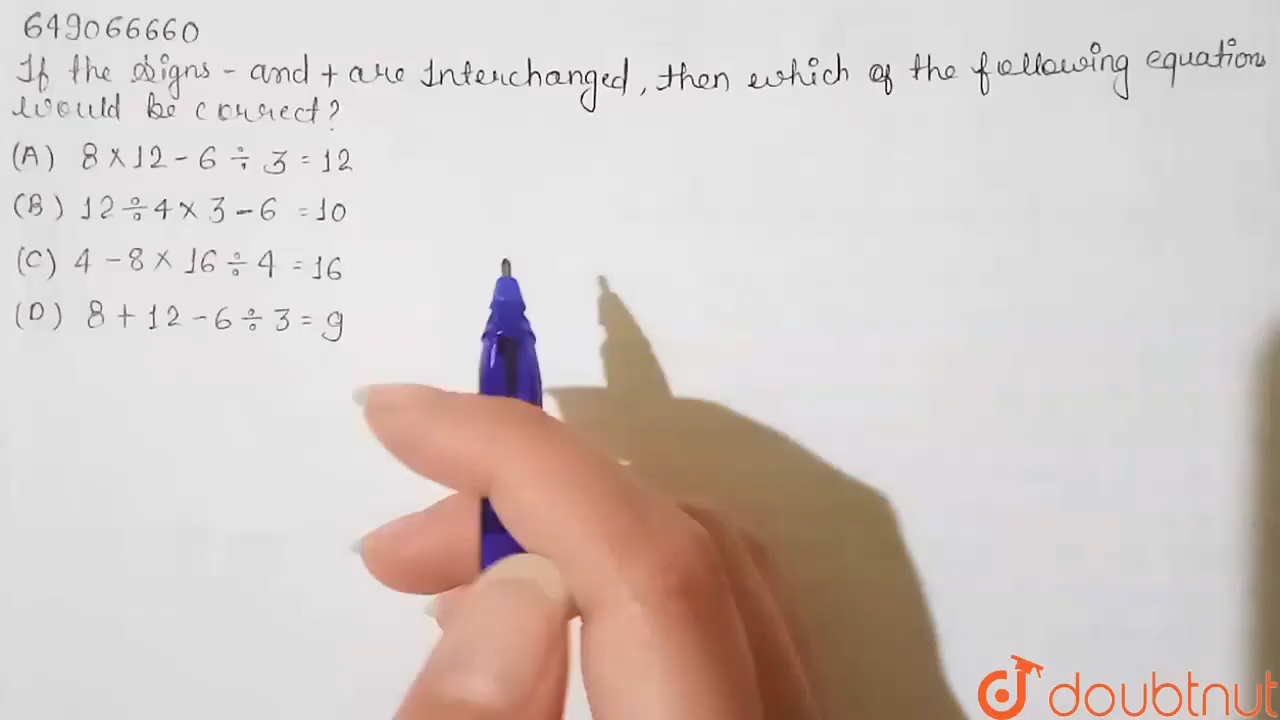 649066660
If the signs - and + are Interchanged, then which of the following equations
would be correct?
(A) 8 × 12 - 6 ÷ 3 = 12
(B) 12 ÷ 4 × 3 - 6 = 10
(C) 4 - 8 × 16 ÷ 4 = 16
(D) 8 + 12 - 6 ÷ 3 = 9
doubtnut